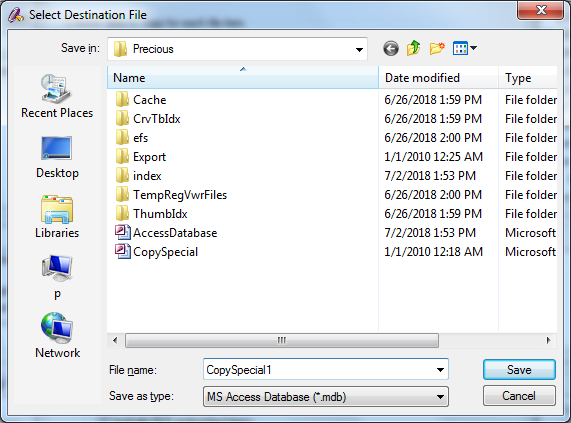 Select Destination File
Save in: Precious
Name Date modified Type
Cache 6/26/2018 1:59 PM File folder
CrvTbIdx 6/26/2018 1:59 PM File folder
efs 6/26/2018 2:00 PM File folder
Export 1/1/2010 12:25 AM File folder
index 7/2/2018 1:53 PM File folder
TempRegVwrFiles 6/26/2018 2:00 PM File folder
ThumbIdx 6/26/2018 1:59 PM File folder
AccessDatabase 7/2/2018 1:53 PM Microsoft
CopySpecial 1/1/2010 12:18 AM Microsoft
Recent Places
Desktop
Libraries
p
Network
File name: CopySpecial1 Save
Save as type: MS Access Database (*.mdb) Cancel